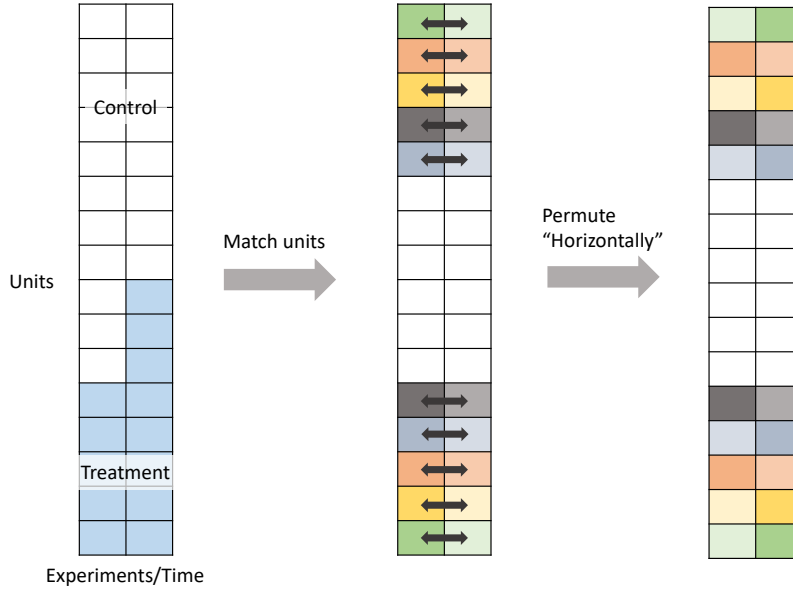 Control
Permute
"Horizontally"
Match units
Units
Treatment
Experiments/Time